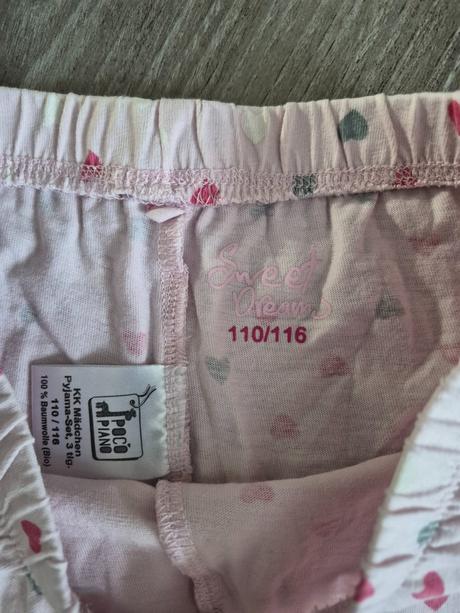 Sweet
Dreams
110/116
KK Mädchen
Pyjama-Set, 3 tlg.
110 / 116
100 % Baumwolle (Bio)
POCO
PIANO